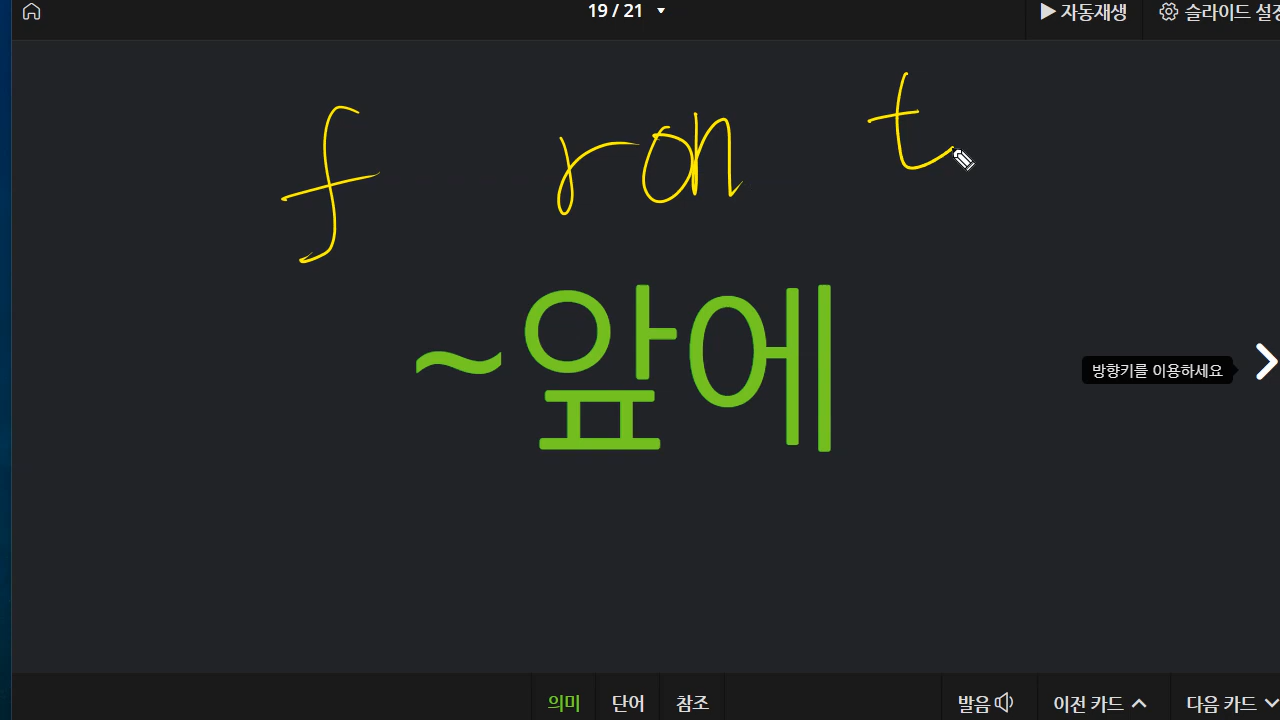 19 / 21
자동재생
슬라이드 설정
f ron t
~앞에
방향키를 이용하세요
의미 단어 참조 발음 이전 카드 다음 카드